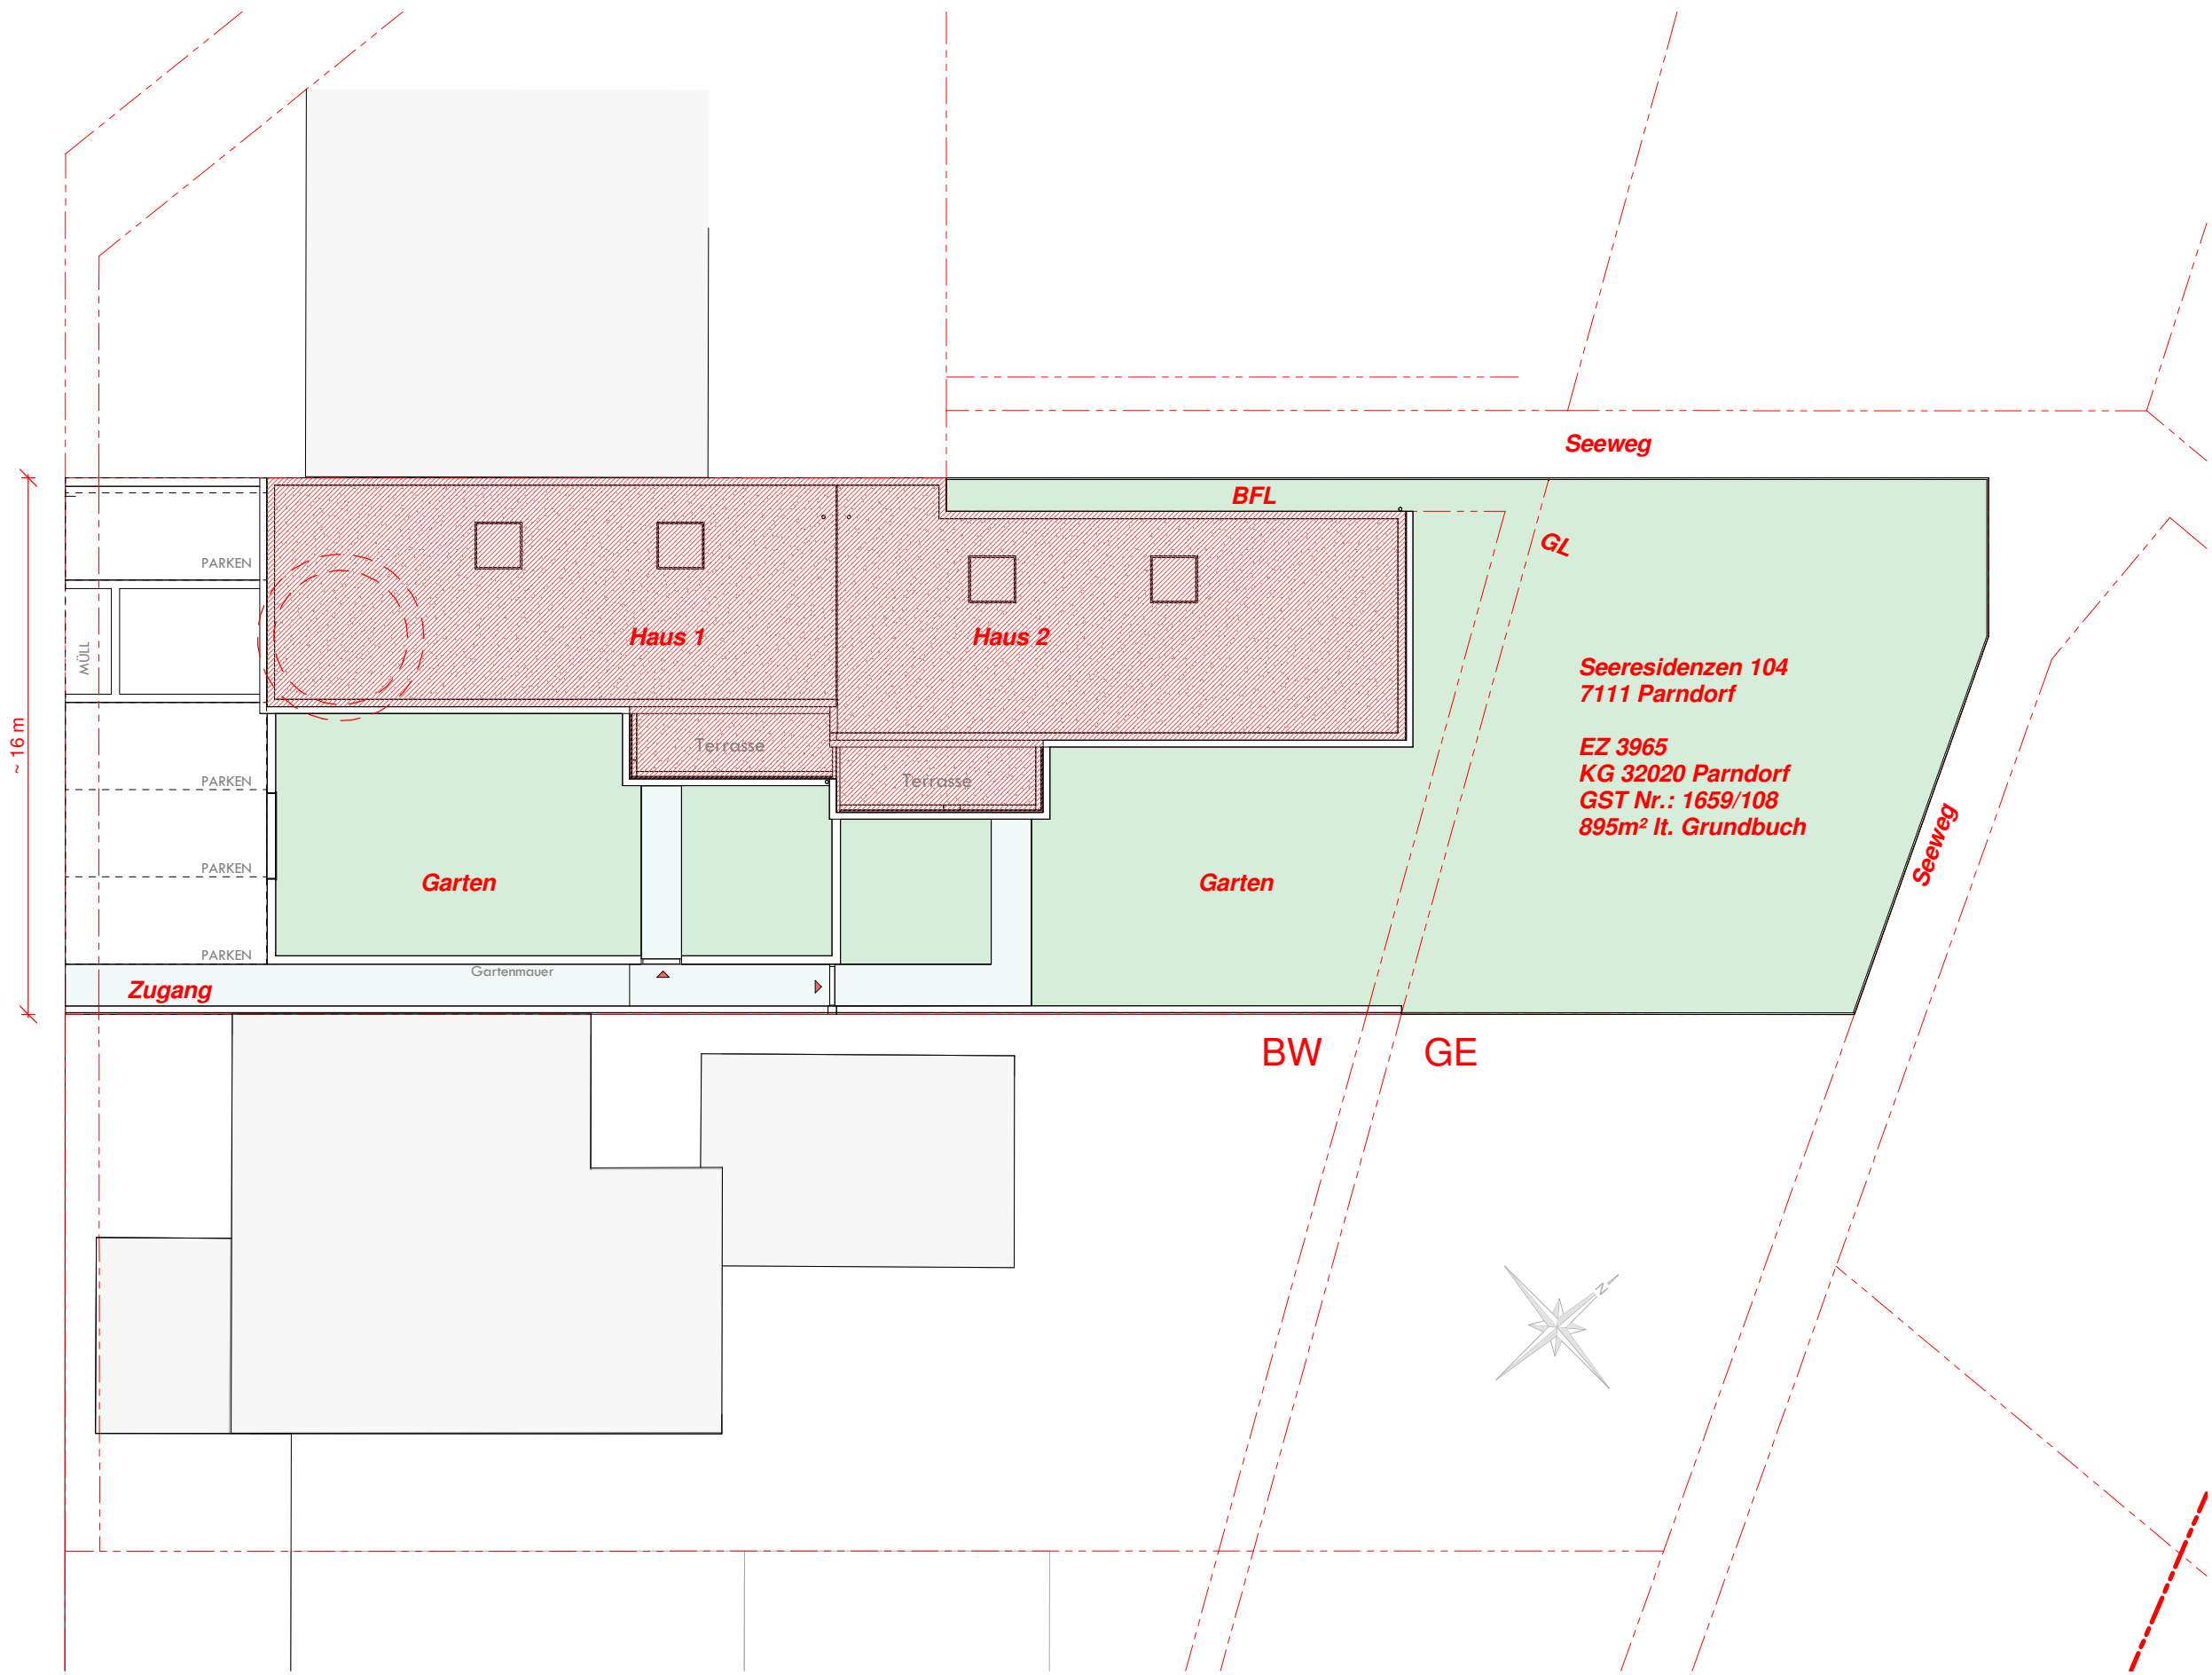 Seeweg
BFL
GL
PARKEN
MÜLL
Haus 1
Haus 2
Seeresidenzen 104
7111 Parndorf
EZ 3965
KG 32020 Parndorf
GST Nr.: 1659/108
895m² lt. Grundbuch
~ 16 m
Terrasse
Terrasse
PARKEN
PARKEN
Seeweg
Garten
Garten
PARKEN
Gartenmauer
Zugang
BW
GE
N